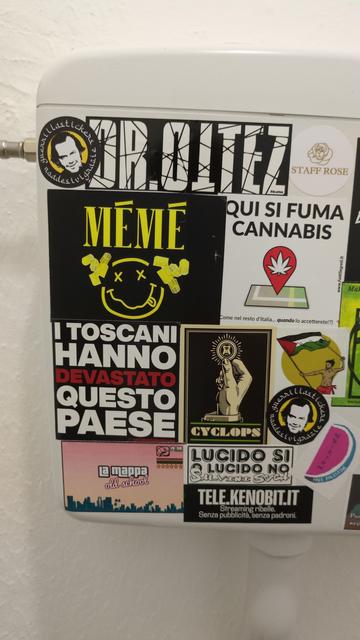 DR.OLTEZ
STAFF ROSE
MÉMÉ
QUI SI FUMA
CANNABIS
Come nel resto d'Italia... quando lo accetterete?!
I TOSCANI
HANNO
DEVASTATO
QUESTO
PAESE
CYCLOPS
la mappa
old school
LUCIDO SI
O LUCIDO NO
TELE.KENOBIT.IT
Streaming ribelle.
Senza pubblicità, senza padroni.